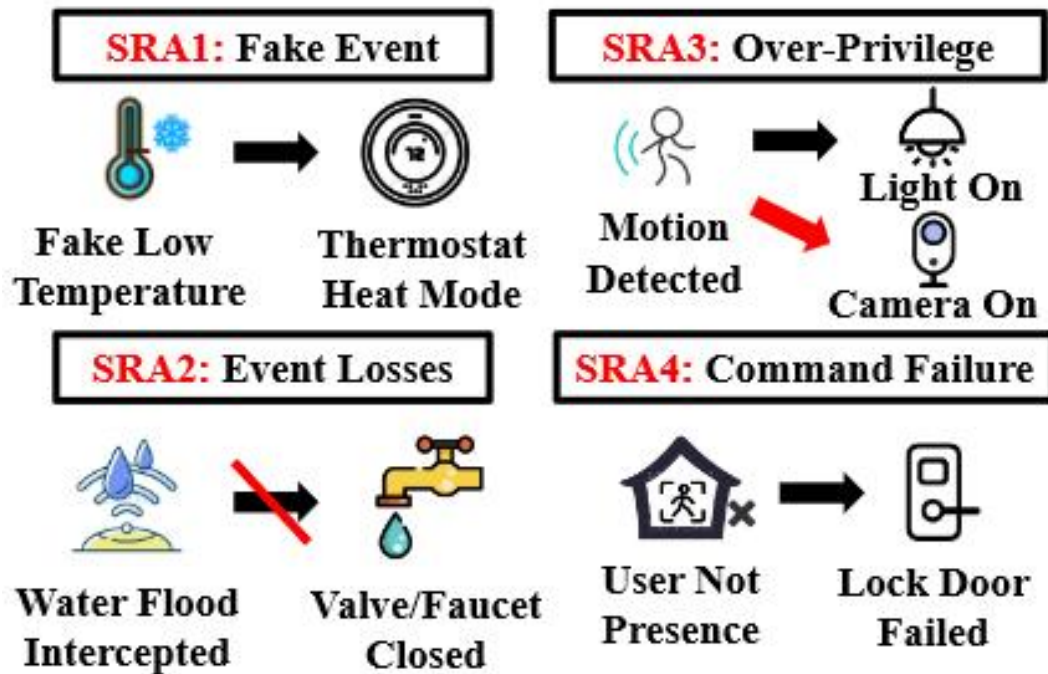 SRA1: Fake Event
Fake Low
Temperature
Thermostat
Heat Mode
SRA3: Over-Privilege
Motion
Detected
Light On
Camera On
SRA2: Event Losses
Water Flood
Intercepted
Valve/Faucet
Closed
SRA4: Command Failure
User Not
Presence
Lock Door
Failed